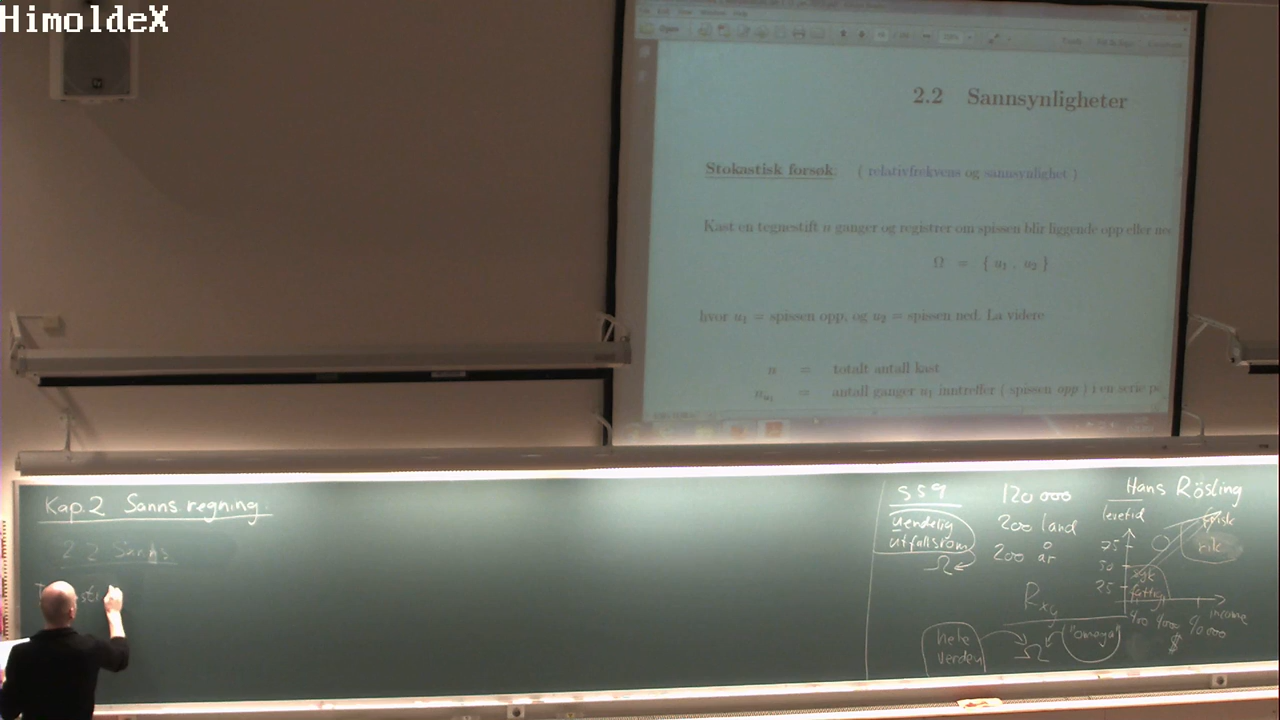 HimoldeX
Open
2.2 Sannsynligheter
Stokastisk forsøk: ( relativfrekvens og sannsynlighet )
Kast en tegnestift n ganger og registrer om spissen blir liggende opp eller ned
Ω = { u₁ , u₂ }
hvor u₁ = spissen opp, og u₂ = spissen ned. La videre
n = totalt antall kast
nᵤ₁ = antall ganger u₁ inntreffer ( spissen opp ) i en serie på
Kap.2 Sanns regning.
2.2 Sanns
S59
uendelig
utfallsrom
Ω
120 000
200 land
200 år
Rxy
hele
verden
Ω
"omega"
Hans Rösling
levetid
frisk
rik
75
50
25
syk
fattig
400 4000 40 000
income
$